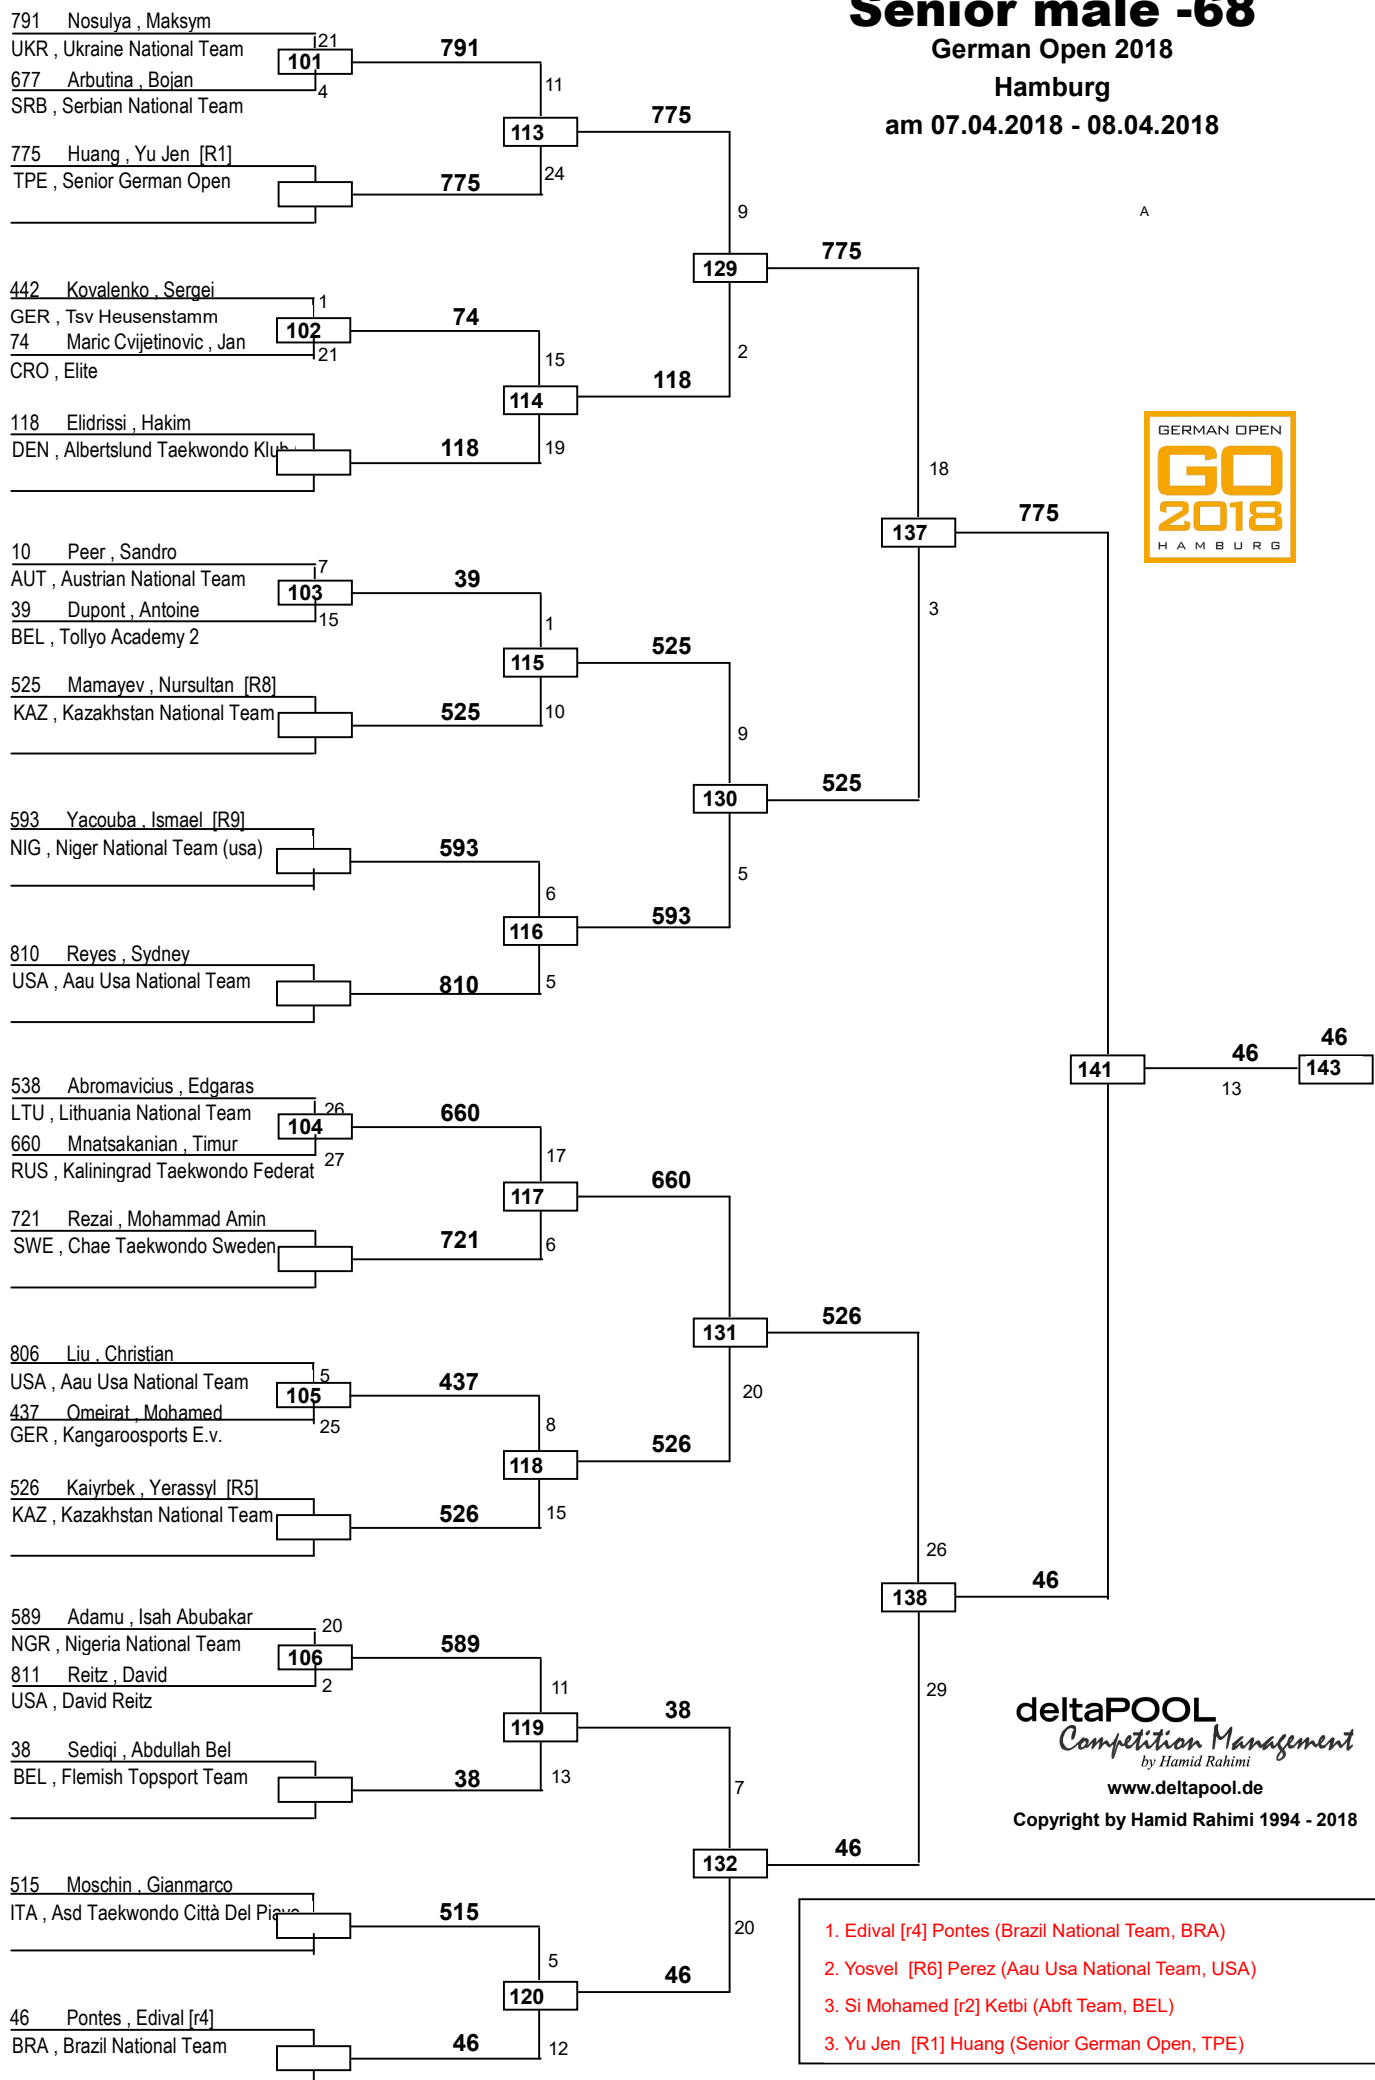 Senior male -68
German Open 2018
Hamburg
am 07.04.2018 - 08.04.2018
A
791 Nosulya , Maksym
UKR , Ukraine National Team
21
101
791
677 Arbutina , Bojan
4
SRB , Serbian National Team
11
113
775
775 Huang , Yu Jen [R1]
TPE , Senior German Open
775
24
9
129
775
442 Kovalenko , Sergei
1
GER , Tsv Heusenstamm
102
74
74 Maric Cvijetinovic , Jan
21
CRO , Elite
15
2
114
118
118 Elidrissi , Hakim
DEN , Albertslund Taekwondo Klub
118
19
18
GERMAN OPEN
GO
2018
HAMBURG
137
775
10 Peer , Sandro
7
AUT , Austrian National Team
103
39
39 Dupont , Antoine
15
BEL , Tollyo Academy 2
1
3
115
525
525 Mamayev , Nursultan [R8]
KAZ , Kazakhstan National Team
525
10
9
130
525
593 Yacouba , Ismael [R9]
NIG , Niger National Team (usa)
593
5
6
116
593
810 Reyes , Sydney
USA , Aau Usa National Team
810
5
46
141
46
143
13
538 Abromavicius , Edgaras
26
LTU , Lithuania National Team
104
660
660 Mnatsakanian , Timur
27
RUS , Kaliningrad Taekwondo Federat
17
117
660
721 Rezai , Mohammad Amin
SWE , Chae Taekwondo Sweden
721
6
131
526
806 Liu , Christian
5
USA , Aau Usa National Team
105
437
20
437 Omeirat , Mohamed
25
GER , Kangaroosports E.v.
8
118
526
526 Kaiyrbek , Yerassyl [R5]
KAZ , Kazakhstan National Team
526
15
26
138
46
589 Adamu , Isah Abubakar
20
NGR , Nigeria National Team
106
589
811 Reitz , David
2
USA , David Reitz
11
29
119
38
38 Sediqi , Abdullah Bel
BEL , Flemish Topsport Team
38
13
7
deltaPOOL
Competition Management
by Hamid Rahimi
www.deltapool.de
Copyright by Hamid Rahimi 1994 - 2018
132
46
515 Moschin , Gianmarco
ITA , Asd Taekwondo Città Del Piave
515
20
5
120
46
46 Pontes , Edival [r4]
BRA , Brazil National Team
46
12
1. Edival [r4] Pontes (Brazil National Team, BRA)
2. Yosvel [R6] Perez (Aau Usa National Team, USA)
3. Si Mohamed [r2] Ketbi (Abft Team, BEL)
3. Yu Jen [R1] Huang (Senior German Open, TPE)